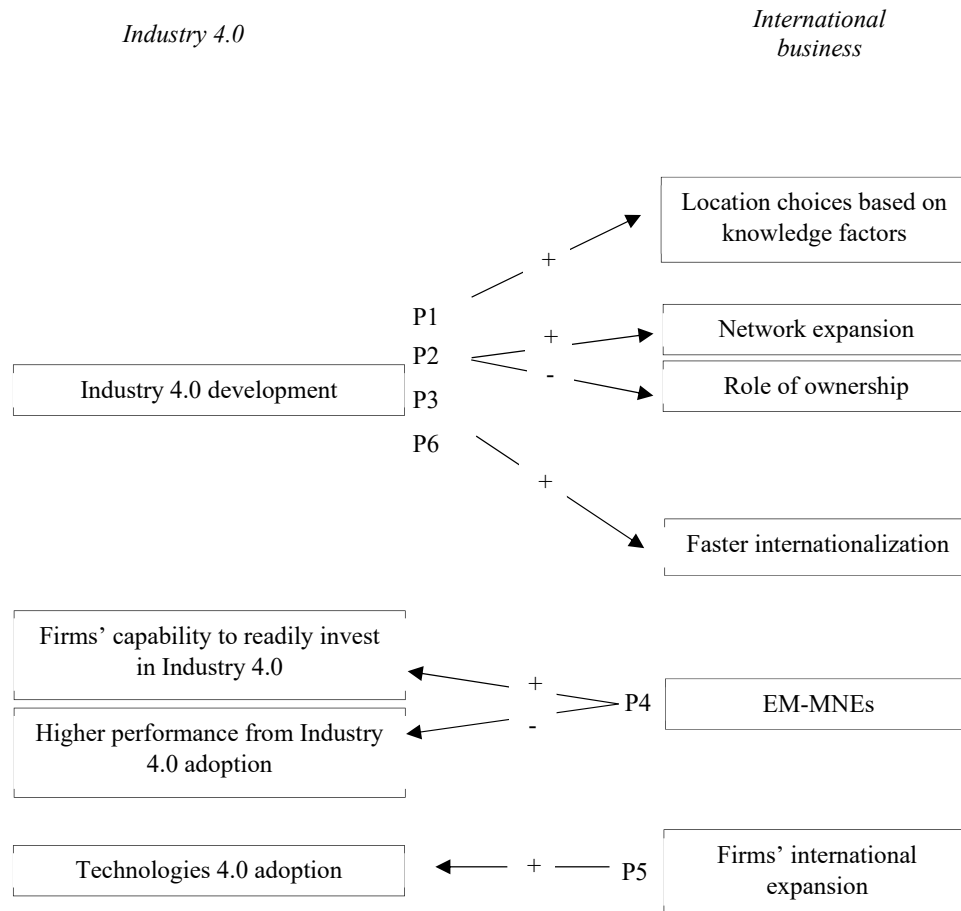 Industry 4.0
International
business
Location choices based on
knowledge factors
+
P1
Network expansion
+
P2
-
Role of ownership
Industry 4.0 development
P3
P6
+
Faster internationalization
Firms’ capability to readily invest
in Industry 4.0
+
P4
EM-MNEs
-
Higher performance from Industry
4.0 adoption
Technologies 4.0 adoption
+
P5
Firms’ international
expansion